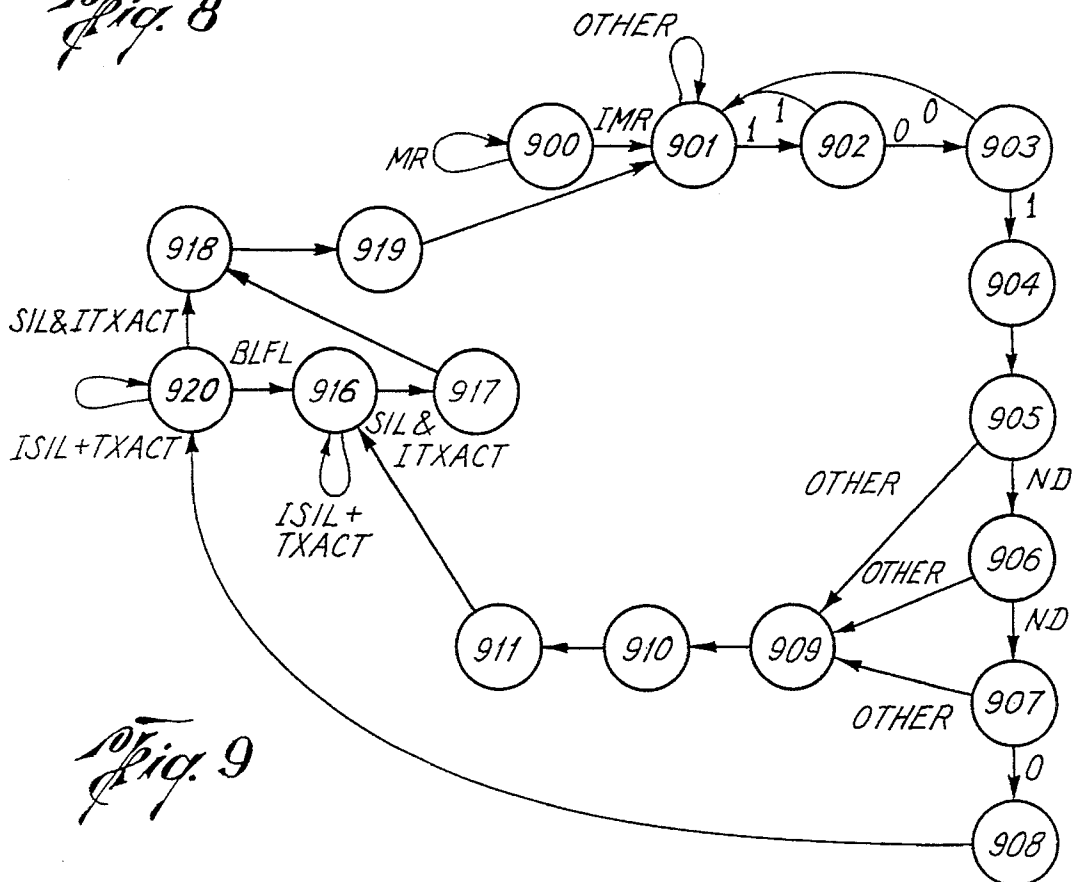 Fig. 8
OTHER
MR
900
IMR
901
1
1
902
0
0
903
1
918
919
904
SIL&ITXACT
BLFL
920
916
917
SIL&
ITXACT
905
ISIL+TXACT
ISIL+
TXACT
OTHER
ND
OTHER
906
ND
911
910
909
907
OTHER
0
Fig. 9
908